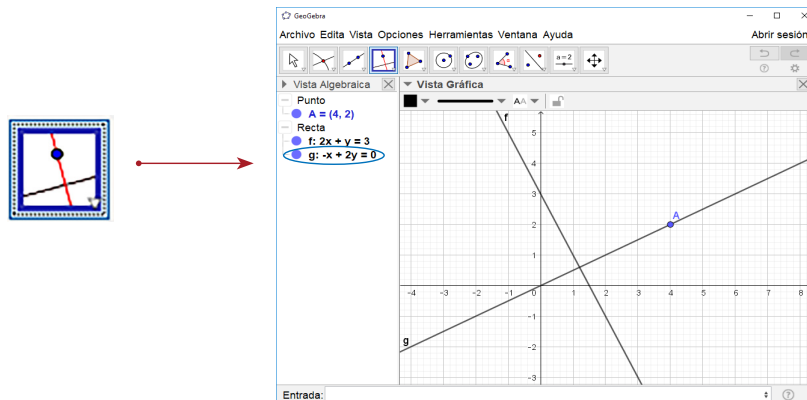 GeoGebra
Archivo Edita Vista Opciones Herramientas Ventana Ayuda
Abrir sesión
a=2
Vista Algebraica
Vista Gráfica
AA
Punto
A = (4, 2)
Recta
f: 2x + y = 3
g: -x + 2y = 0
f
5
4
3
2
1
A
-4 -3 -2 -1 0 1 2 3 4 5 6 7 8
-1
-2
-3
g
Entrada: